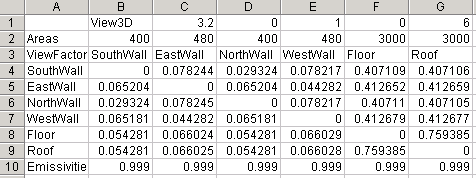 A B C D E F G
1 View3D 3.2 0 1 0 6
2 Areas 400 480 400 480 3000 3000
3 ViewFactor SouthWall EastWall NorthWall WestWall Floor Roof
4 SouthWall 0 0.078244 0.029324 0.078217 0.407109 0.407106
5 EastWall 0.065204 0 0.065204 0.044282 0.412652 0.412659
6 NorthWall 0.029324 0.078245 0 0.078217 0.40711 0.407105
7 WestWall 0.065181 0.044282 0.065181 0 0.412679 0.412677
8 Floor 0.054281 0.066024 0.054281 0.066029 0 0.759385
9 Roof 0.054281 0.066025 0.054281 0.066028 0.759385 0
10 Emissivitie 0.999 0.999 0.999 0.999 0.999 0.999